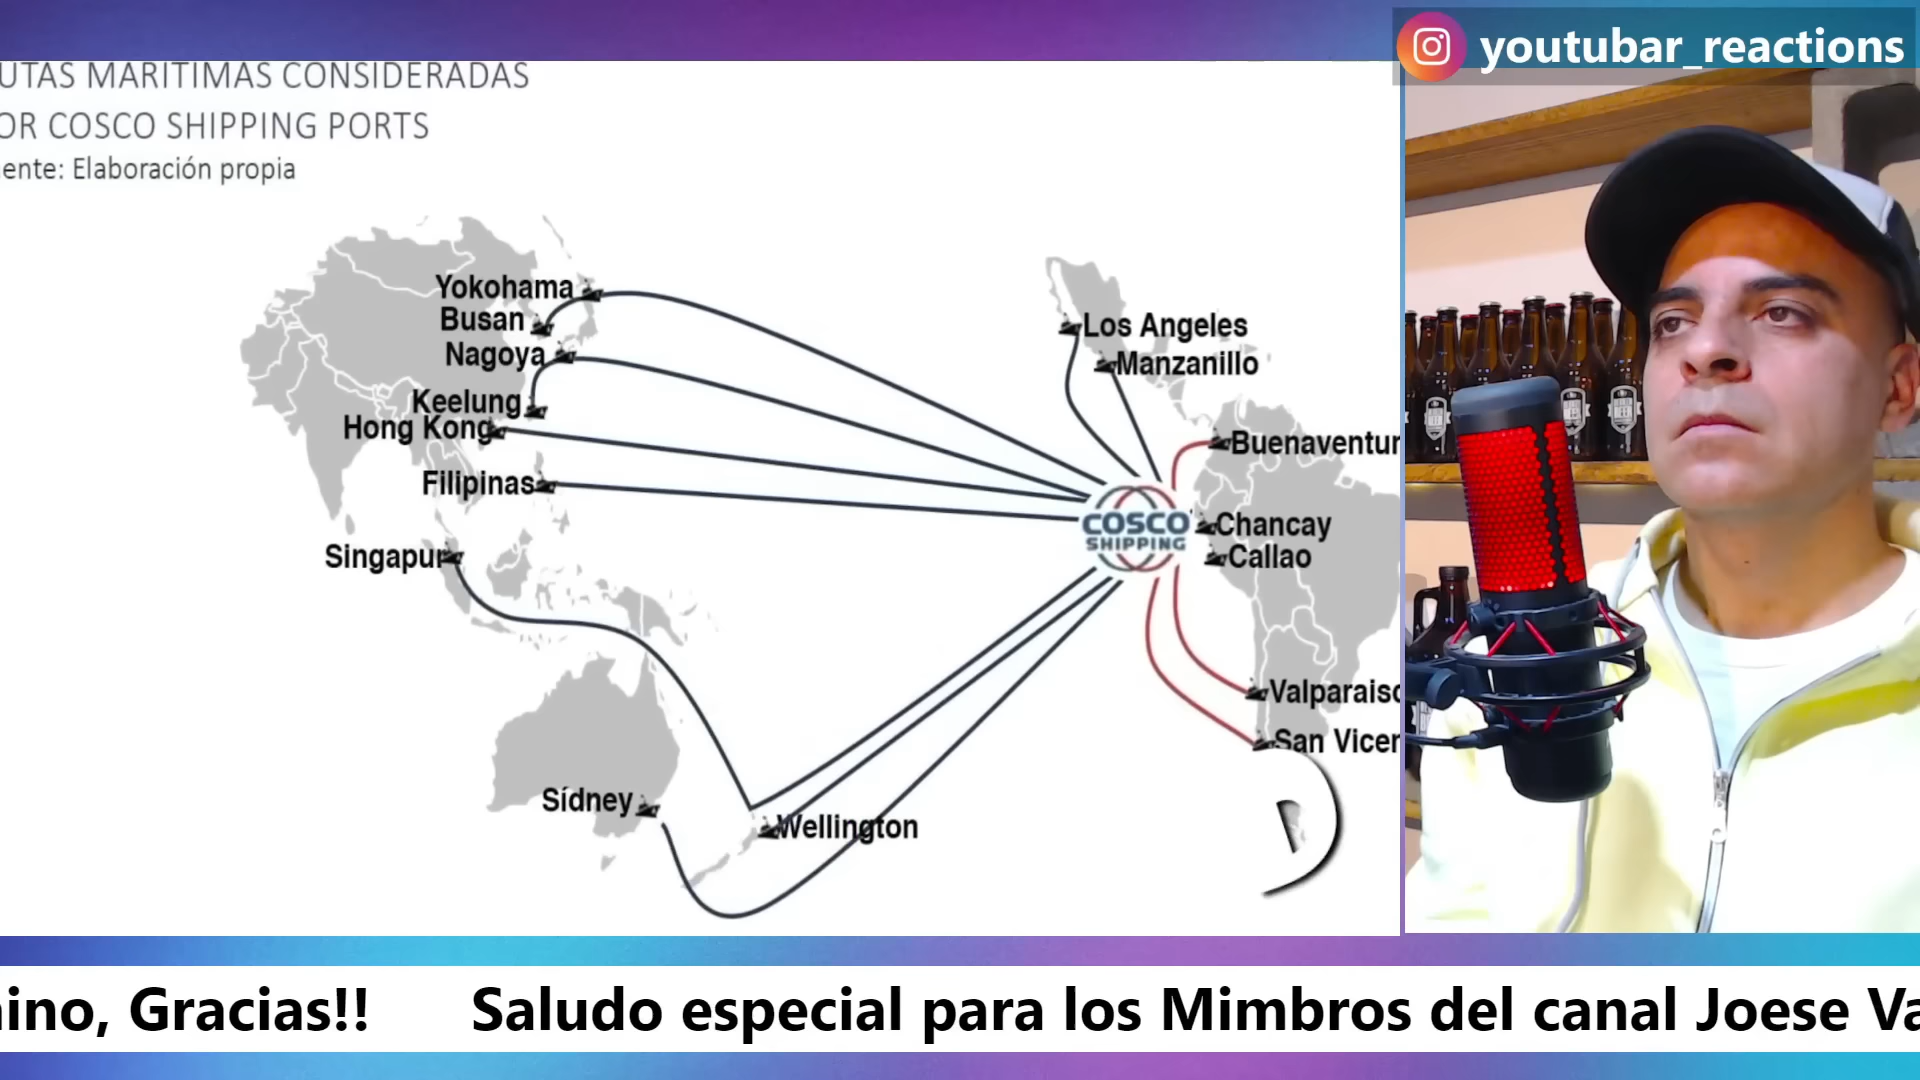 youtubar_reactions
UTAS MARITIMAS CONSIDERADAS
OR COSCO SHIPPING PORTS
ente: Elaboración propia
Yokohama
Busan
Nagoya
Keelung
Hong Kong
Filipinas
Singapur
Sídney
Wellington
Los Angeles
Manzanillo
Buenaventur
COSCO
SHIPPING
Chancay
Callao
Valparaiso
San Vicen
ino, Gracias!! Saludo especial para los Mimbros del canal Joese Va